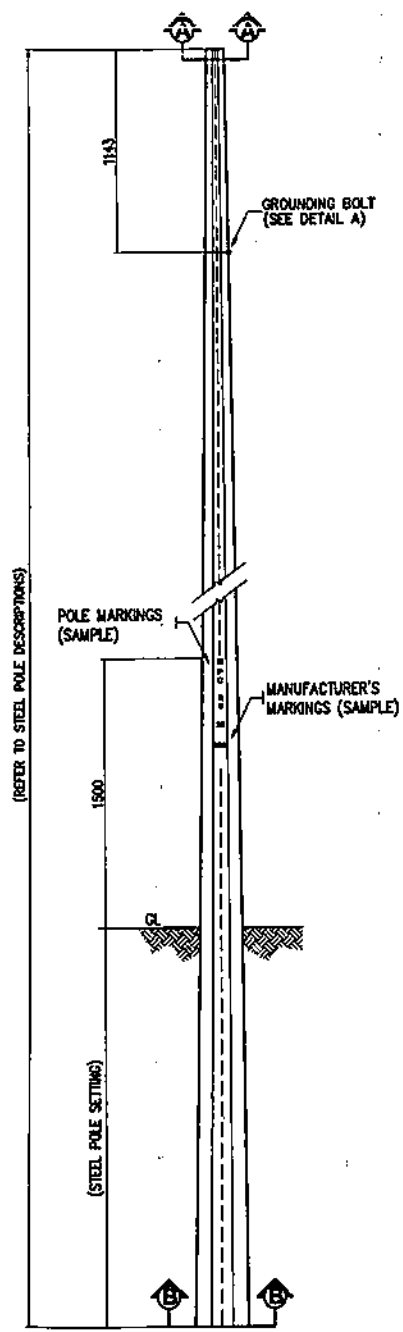 A A
1143
GROUNDING BOLT
(SEE DETAIL A)
(REFER TO STEEL POLE DESCRIPTIONS)
POLE MARKINGS
(SAMPLE)
MANUFACTURER'S
MARKINGS (SAMPLE)
1500
GL
(STEEL POLE SETTING)
B B